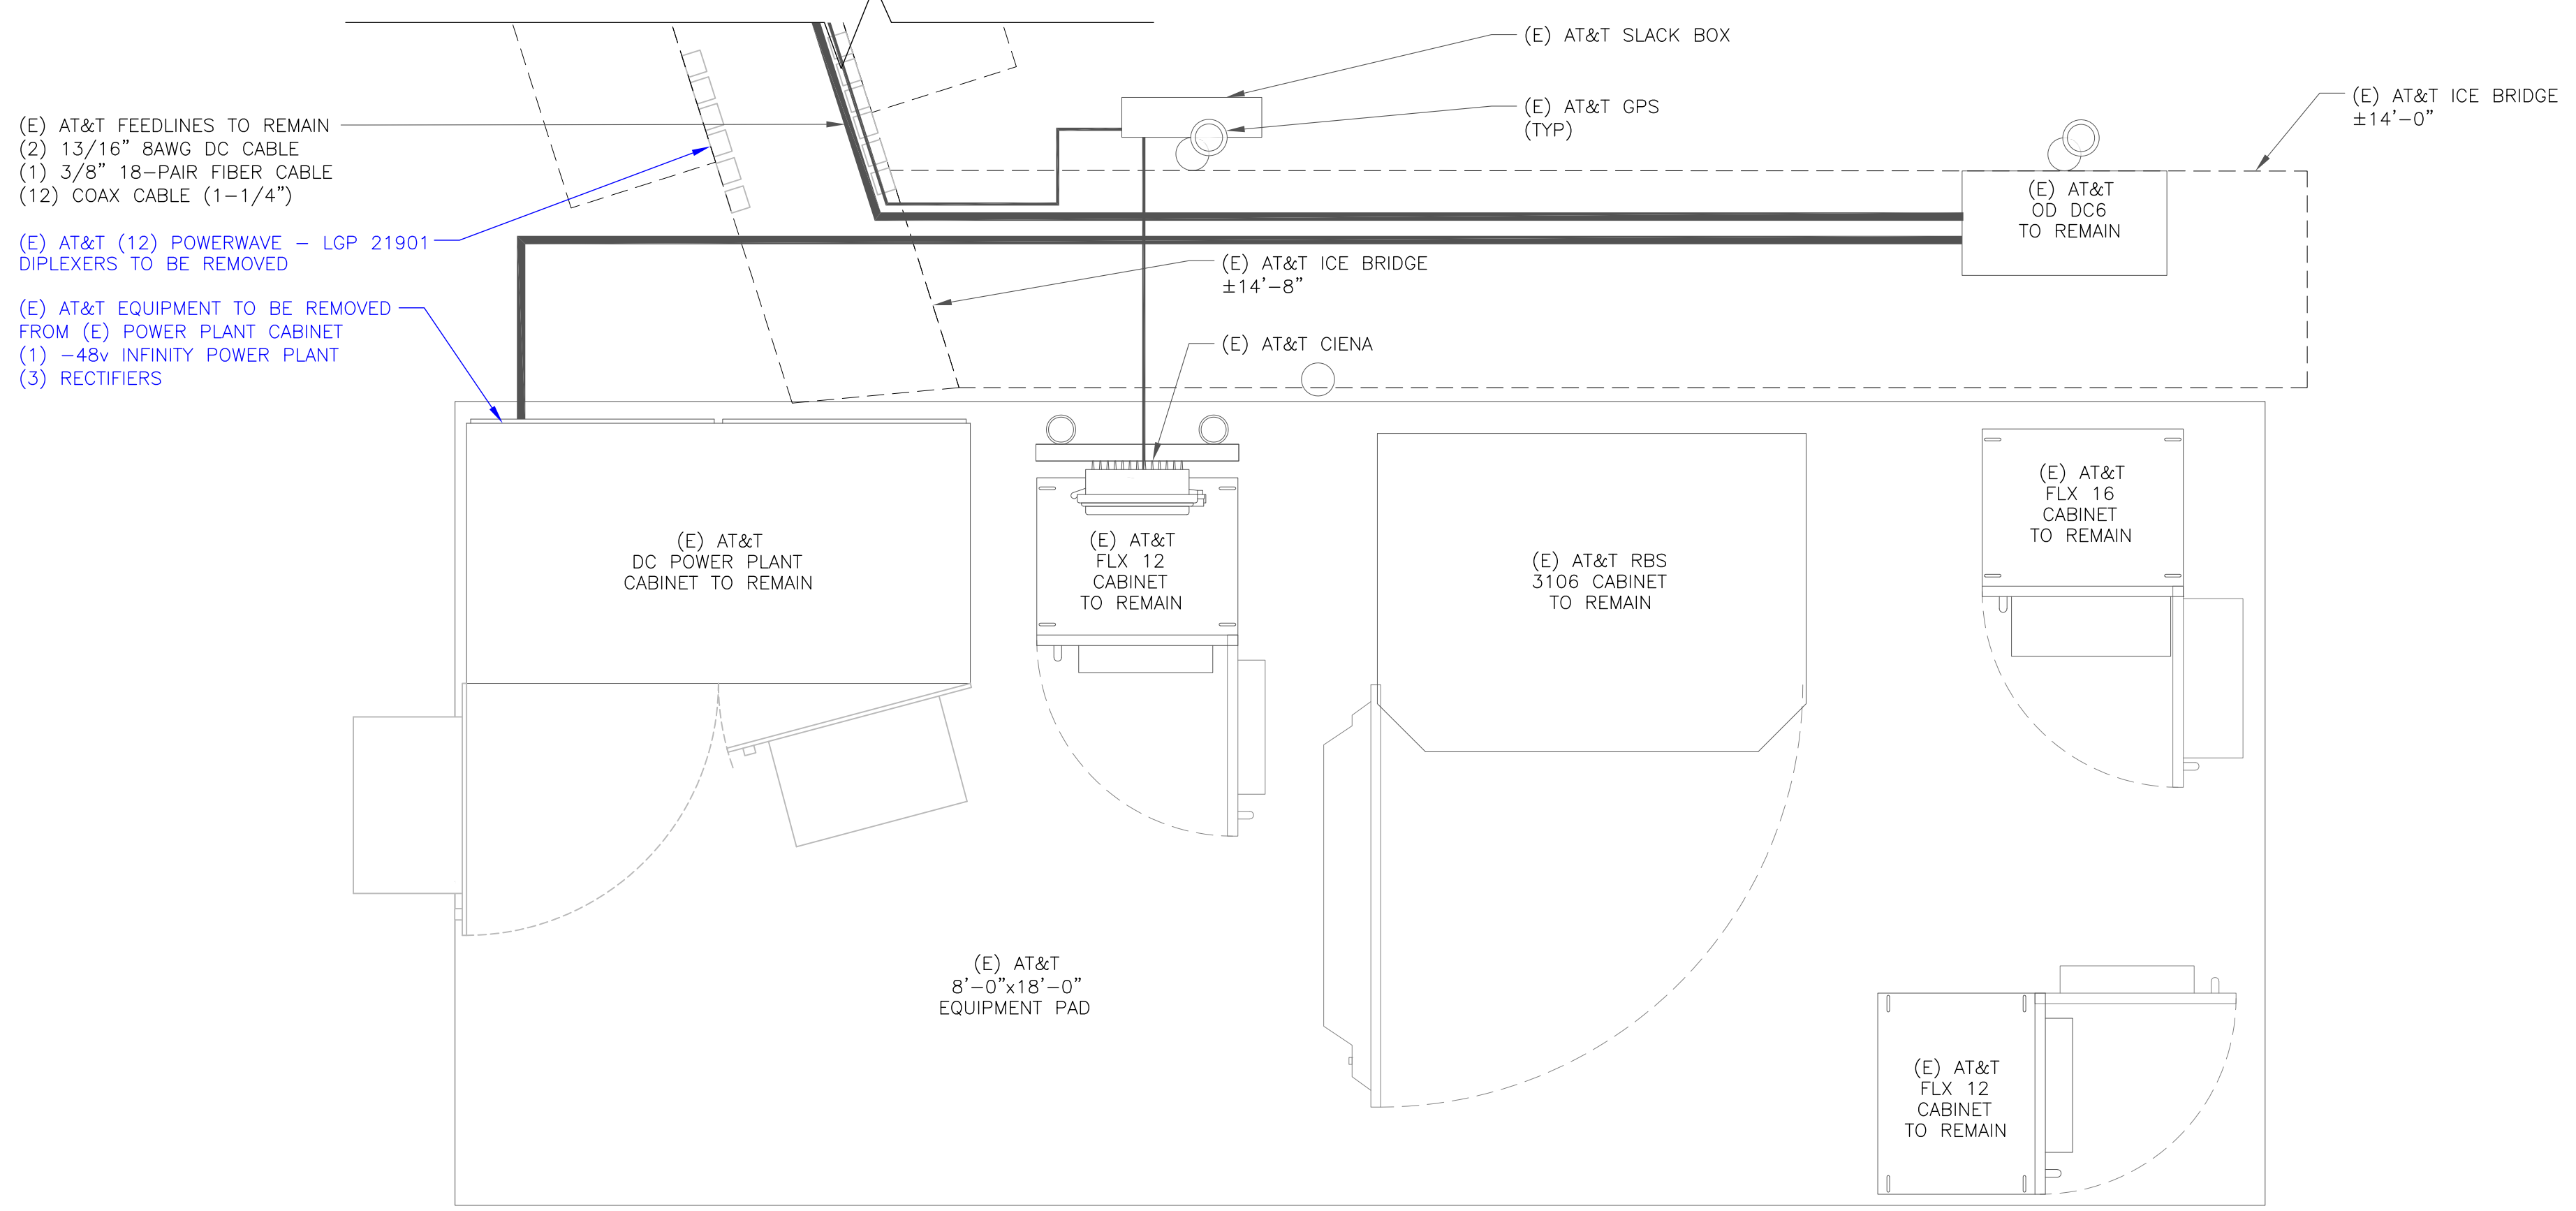 (E) AT&T SLACK BOX
(E) AT&T GPS
(TYP)
(E) AT&T ICE BRIDGE
±14'-0"
(E) AT&T FEEDLINES TO REMAIN
(2) 13/16" 8AWG DC CABLE
(1) 3/8" 18-PAIR FIBER CABLE
(12) COAX CABLE (1-1/4")
(E) AT&T (12) POWERWAVE - LGP 21901
DIPLEXERS TO BE REMOVED
(E) AT&T EQUIPMENT TO BE REMOVED
FROM (E) POWER PLANT CABINET
(1) -48v INFINITY POWER PLANT
(3) RECTIFIERS
(E) AT&T
OD DC6
TO REMAIN
(E) AT&T ICE BRIDGE
±14'-8"
(E) AT&T CIENA
(E) AT&T
DC POWER PLANT
CABINET TO REMAIN
(E) AT&T
FLX 12
CABINET
TO REMAIN
(E) AT&T RBS
3106 CABINET
TO REMAIN
(E) AT&T
FLX 16
CABINET
TO REMAIN
(E) AT&T
8'-0"x18'-0"
EQUIPMENT PAD
(E) AT&T
FLX 12
CABINET
TO REMAIN